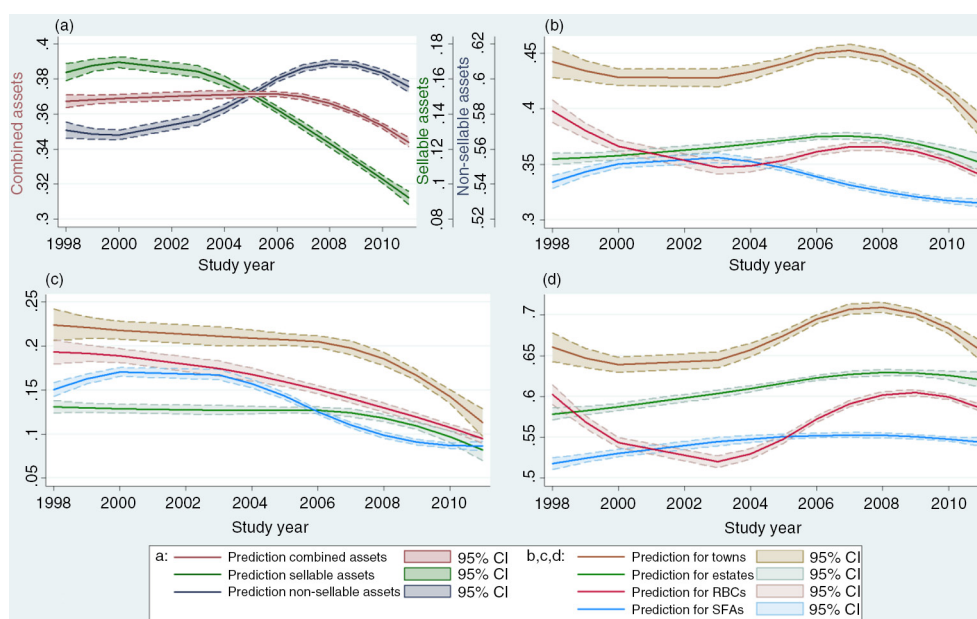 (a)
.4
.38
.36
.34
.32
.3
Combined assets
.18
.16
.14
.12
.1
.08
Sellable assets
.62
.6
.58
.56
.54
.52
Non-sellable assets
1998 2000 2002 2004 2006 2008 2010
Study year
(b)
.45
.4
.35
.3
1998 2000 2002 2004 2006 2008 2010
Study year
(c)
.25
.2
.15
.1
.05
1998 2000 2002 2004 2006 2008 2010
Study year
(d)
.7
.65
.6
.55
.5
1998 2000 2002 2004 2006 2008 2010
Study year
a: Prediction combined assets 95% CI
Prediction sellable assets 95% CI
Prediction non-sellable assets 95% CI
b,c,d: Prediction for towns 95% CI
Prediction for estates 95% CI
Prediction for RBCs 95% CI
Prediction for SFAs 95% CI